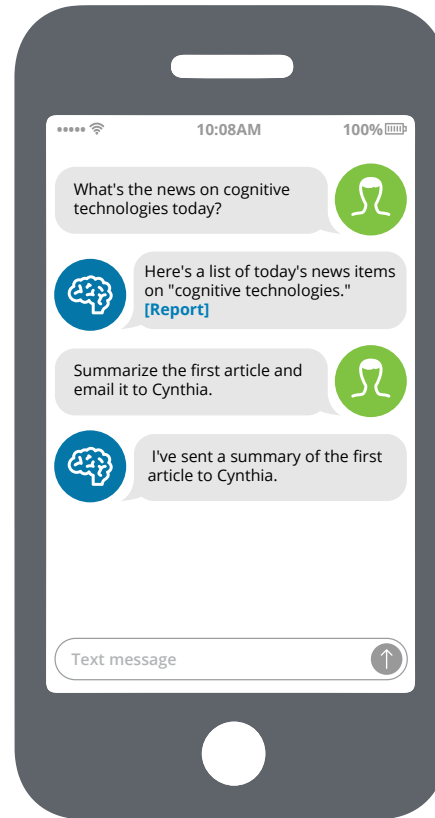 10:08AM
100%
What's the news on cognitive
technologies today?
Here's a list of today's news items
on "cognitive technologies."
[Report]
Summarize the first article and
email it to Cynthia.
I've sent a summary of the first
article to Cynthia.
Text message